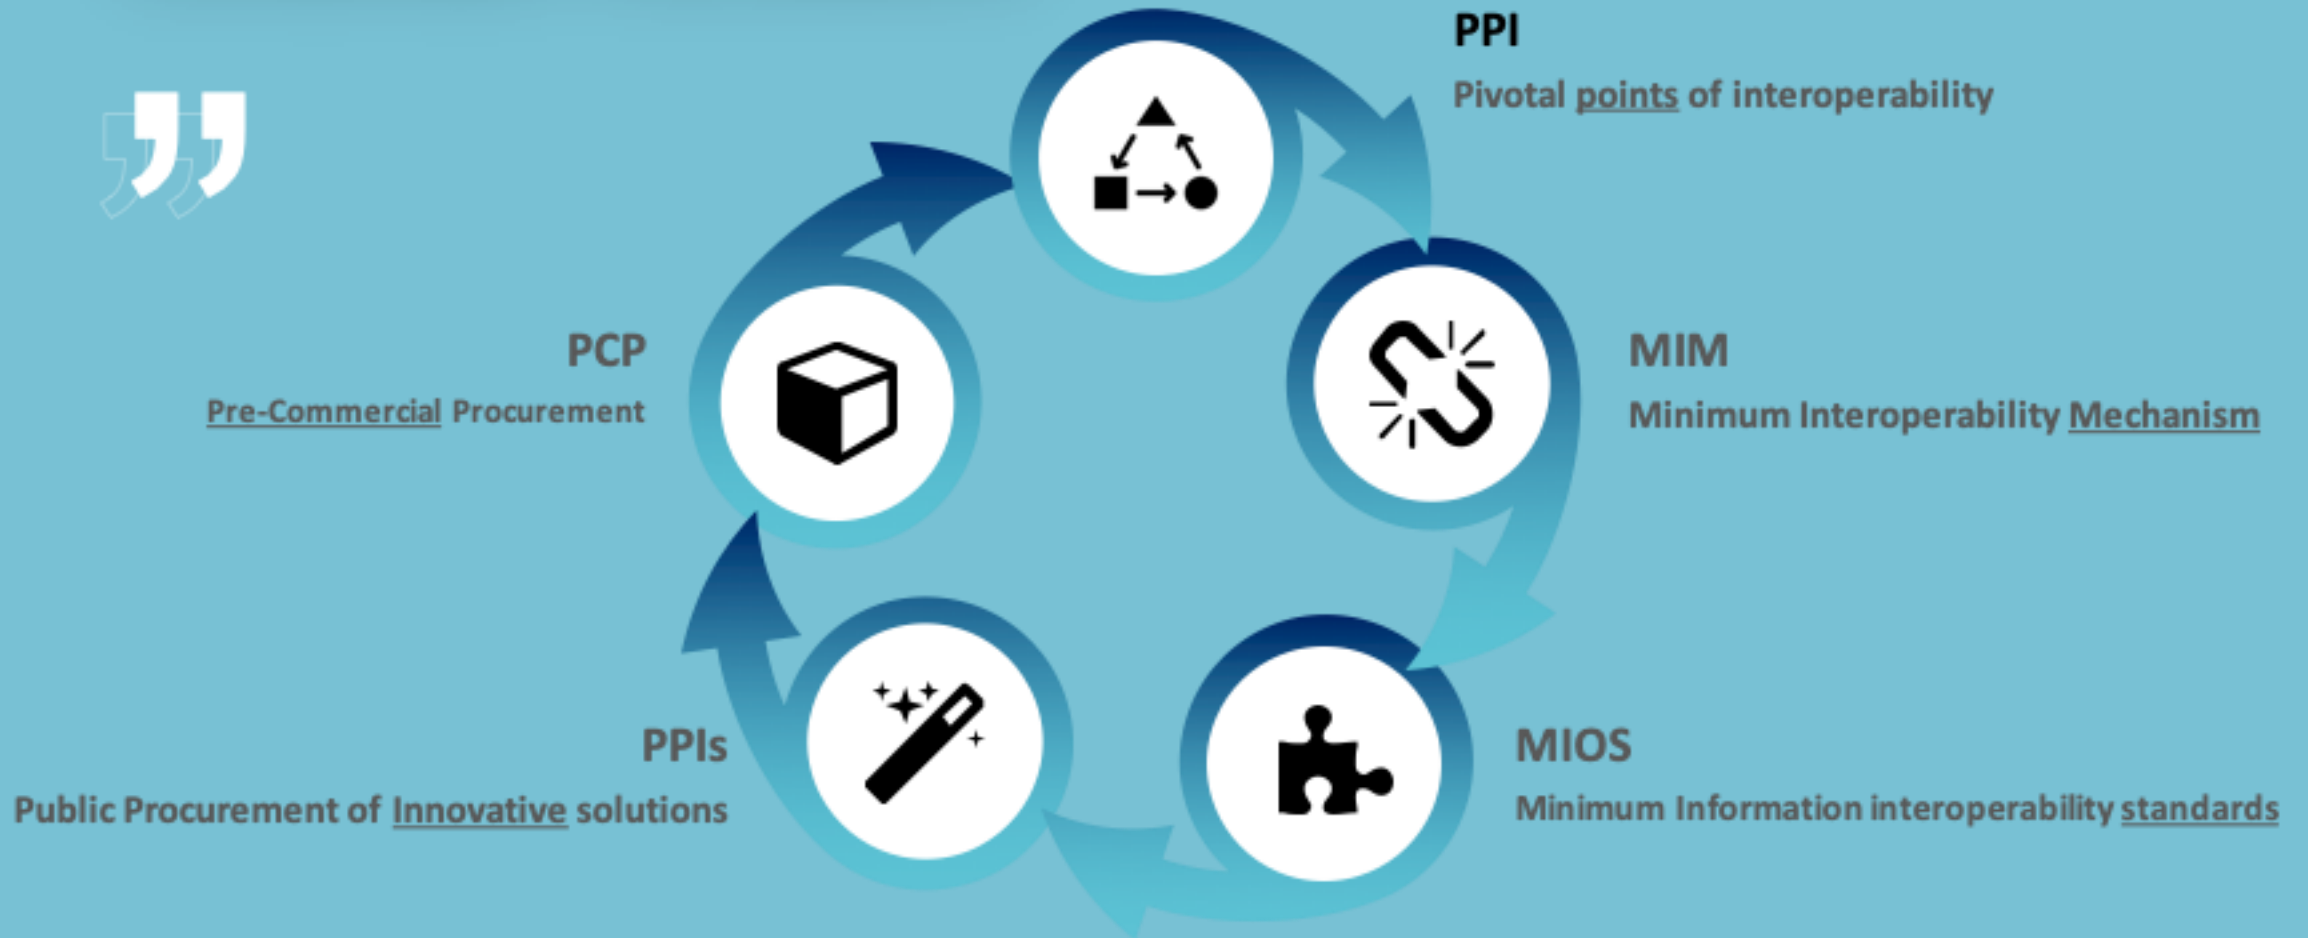 PPI
Pivotal points of interoperability
PCP
Pre-Commercial Procurement
MIM
Minimum Interoperability Mechanism
PPIs
Public Procurement of Innovative solutions
MIOS
Minimum Information interoperability standards